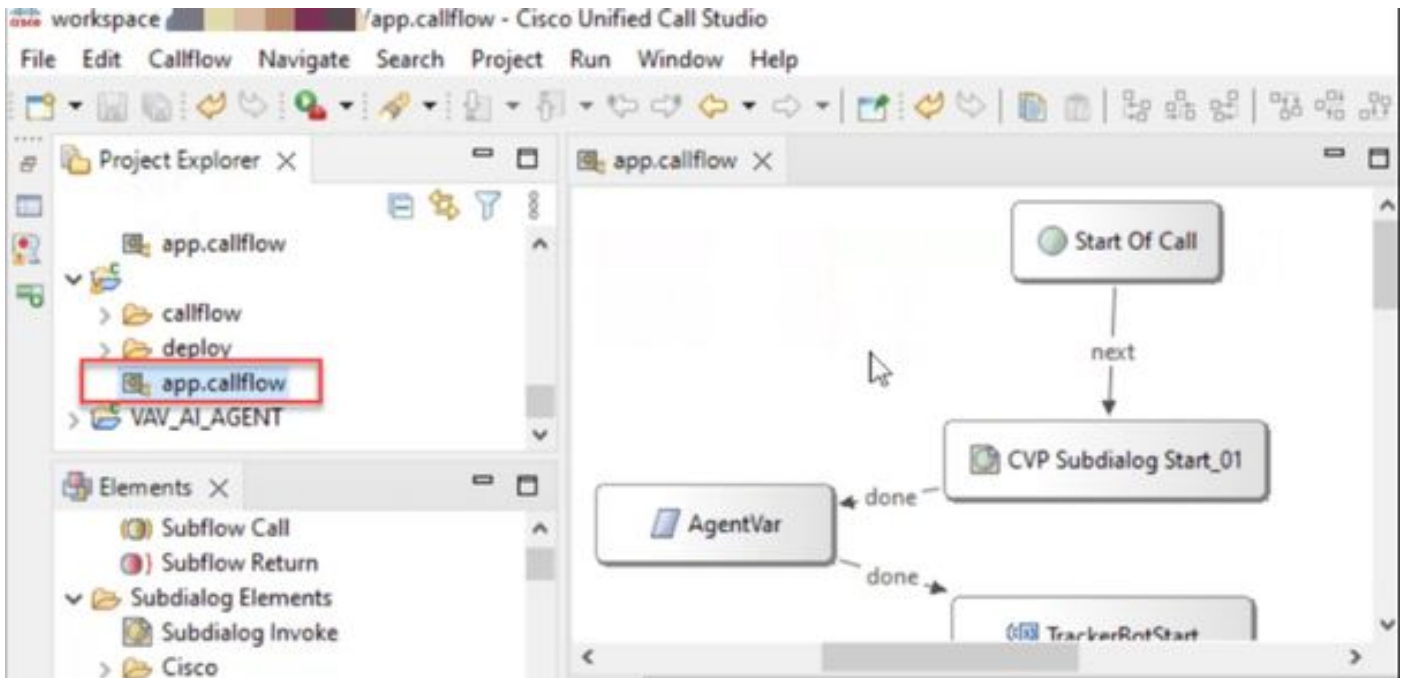 cisco workspace /app.callflow - Cisco Unified Call Studio
File Edit Callflow Navigate Search Project Run Window Help
Project Explorer
app.callflow
callflow
deploy
app.callflow
VAV_AI_AGENT
Elements
Subflow Call
Subflow Return
Subdialog Elements
Subdialog Invoke
Cisco
app.callflow
Start Of Call
next
CVP Subdialog Start_01
done
AgentVar
done
TrackerBotStart